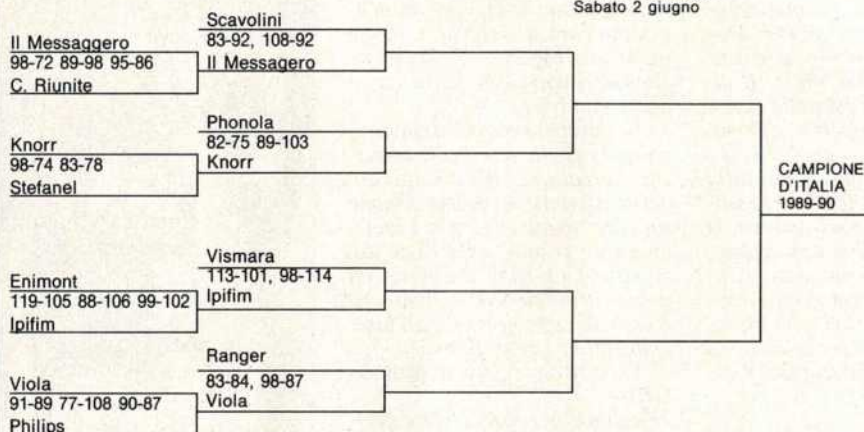 Sabato 2 giugno
Il Messaggero
98-72 89-98 95-86
C. Riunite
Scavolini
83-92, 108-92
Il Messagero
Knorr
98-74 83-78
Stefanel
Phonola
82-75 89-103
Knorr
Enimont
119-105 88-106 99-102
Ipifim
Vismara
113-101, 98-114
Ipifim
Viola
91-89 77-108 90-87
Philips
Ranger
83-84, 98-87
Viola
CAMPIONE
D'ITALIA
1989-90